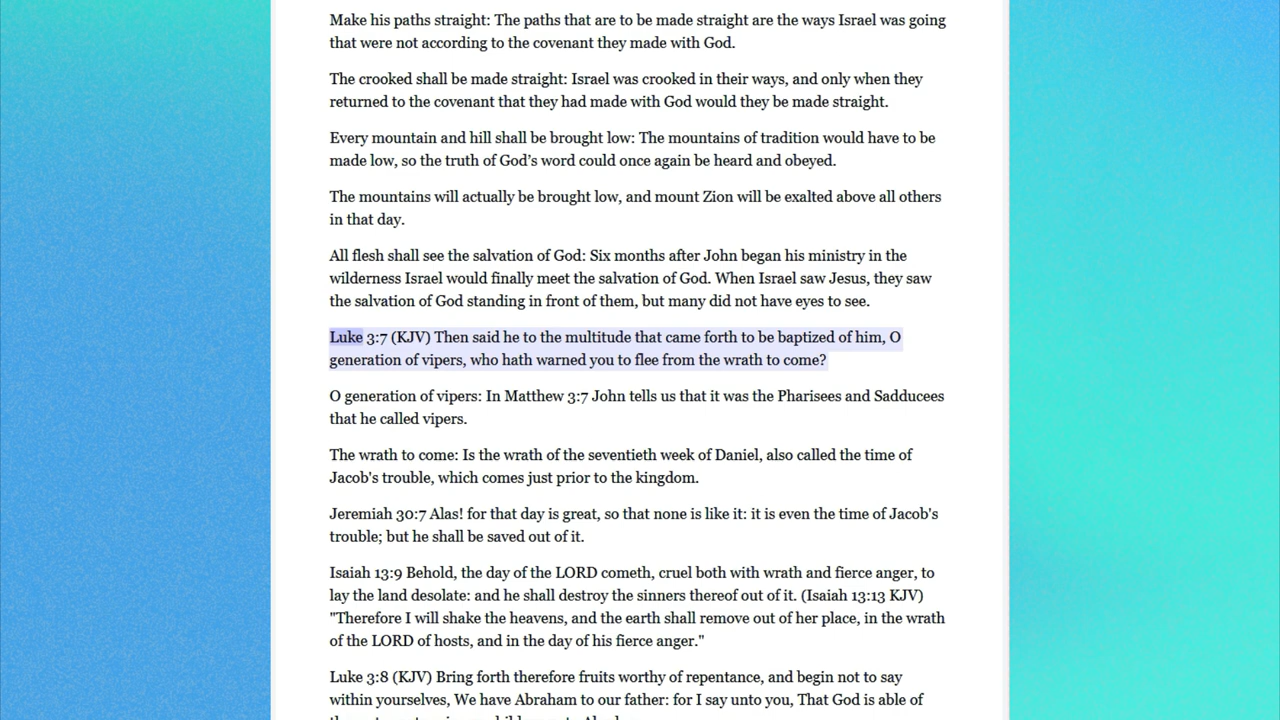 Make his paths straight: The paths that are to be made straight are the ways Israel was going
that were not according to the covenant they made with God.
The crooked shall be made straight: Israel was crooked in their ways, and only when they
returned to the covenant that they had made with God would they be made straight.
Every mountain and hill shall be brought low: The mountains of tradition would have to be
made low, so the truth of God's word could once again be heard and obeyed.
The mountains will actually be brought low, and mount Zion will be exalted above all others
in that day.
All flesh shall see the salvation of God: Six months after John began his ministry in the
wilderness Israel would finally meet the salvation of God. When Israel saw Jesus, they saw
the salvation of God standing in front of them, but many did not have eyes to see.
Luke 3:7 (KJV) Then said he to the multitude that came forth to be baptized of him, O
generation of vipers, who hath warned you to flee from the wrath to come?
O generation of vipers: In Matthew 3:7 John tells us that it was the Pharisees and Sadducees
that he called vipers.
The wrath to come: Is the wrath of the seventieth week of Daniel, also called the time of
Jacob's trouble, which comes just prior to the kingdom.
Jeremiah 30:7 Alas! for that day is great, so that none is like it: it is even the time of Jacob's
trouble; but he shall be saved out of it.
Isaiah 13:9 Behold, the day of the LORD cometh, cruel both with wrath and fierce anger, to
lay the land desolate: and he shall destroy the sinners thereof out of it. (Isaiah 13:13 KJV)
"Therefore I will shake the heavens, and the earth shall remove out of her place, in the wrath
of the LORD of hosts, and in the day of his fierce anger."
Luke 3:8 (KJV) Bring forth therefore fruits worthy of repentance, and begin not to say
within yourselves, We have Abraham to our father: for I say unto you, That God is able of